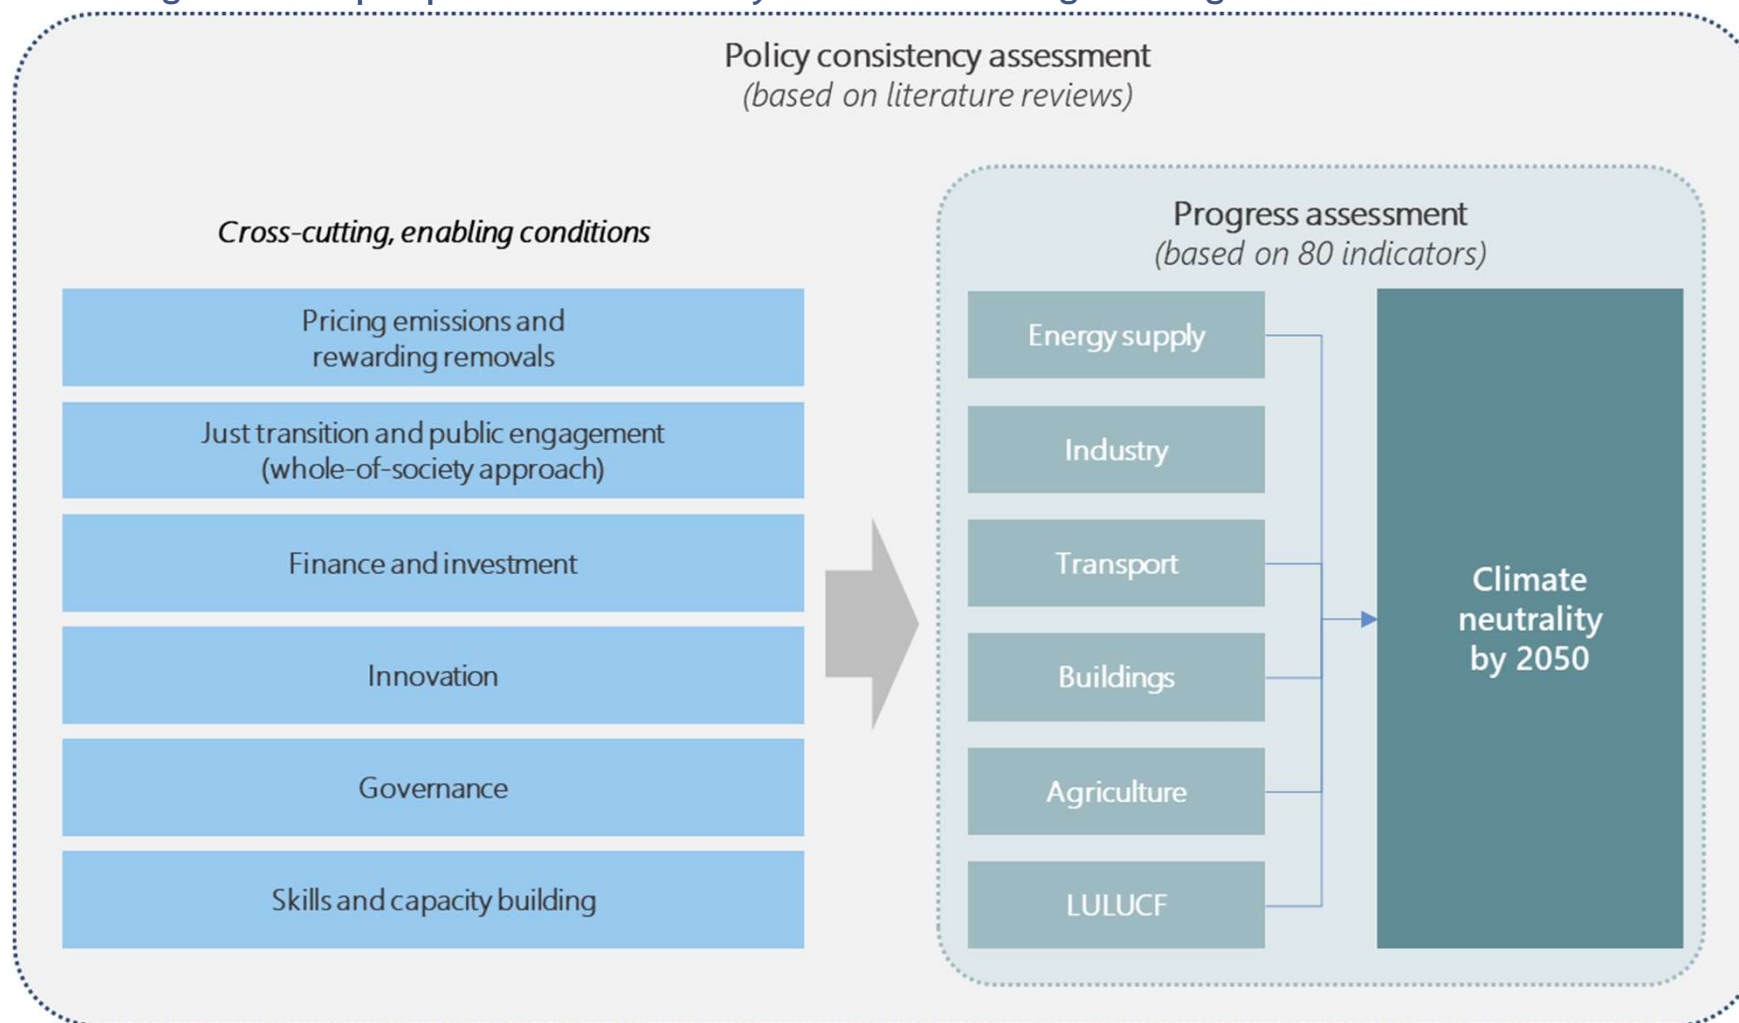 Policy consistency assessment
(based on literature reviews)
Cross-cutting, enabling conditions
Pricing emissions and
rewarding removals
Just transition and public engagement
(whole-of-society approach)
Finance and investment
Innovation
Governance
Skills and capacity building
Progress assessment
(based on 80 indicators)
Energy supply
Industry
Transport
Buildings
Agriculture
LULUCF
Climate
neutrality
by 2050